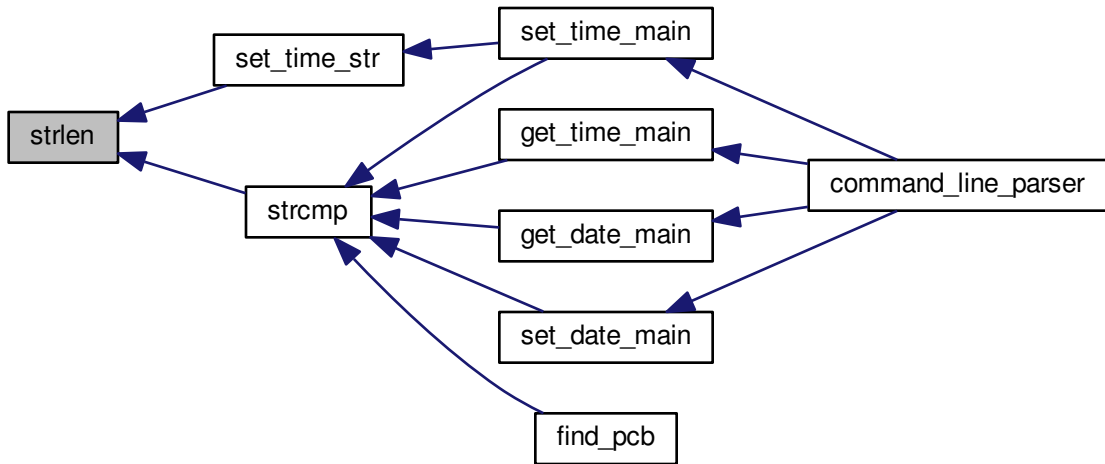 strlen
set_time_str
strcmp
set_time_main
get_time_main
get_date_main
set_date_main
find_pcb
command_line_parser